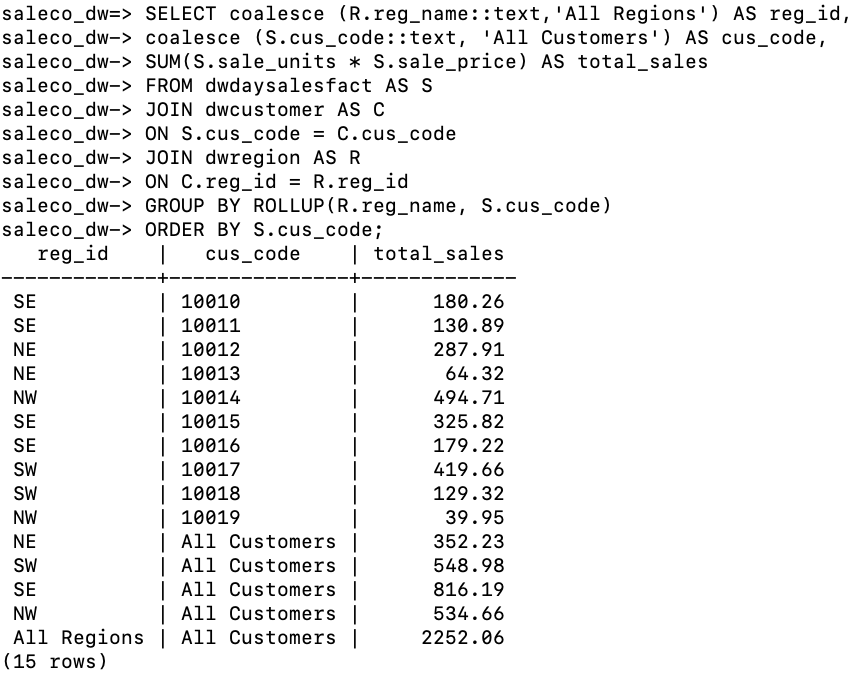 saleco_dw=> SELECT coalesce (R.reg_name::text,'All Regions') AS reg_id,
saleco_dw-> coalesce (S.cus_code::text, 'All Customers') AS cus_code,
saleco_dw-> SUM(S.sale_units * S.sale_price) AS total_sales
saleco_dw-> FROM dwdaysalesfact AS S
saleco_dw-> JOIN dwcustomer AS C
saleco_dw-> ON S.cus_code = C.cus_code
saleco_dw-> JOIN dwregion AS R
saleco_dw-> ON C.reg_id = R.reg_id
saleco_dw-> GROUP BY ROLLUP(R.reg_name, S.cus_code)
saleco_dw-> ORDER BY S.cus_code;
   reg_id    |   cus_code    | total_sales
-------------+---------------+-------------
 SE          | 10010         |      180.26
 SE          | 10011         |      130.89
 NE          | 10012         |      287.91
 NE          | 10013         |       64.32
 NW          | 10014         |      494.71
 SE          | 10015         |      325.82
 SE          | 10016         |      179.22
 SW          | 10017         |      419.66
 SW          | 10018         |      129.32
 NW          | 10019         |       39.95
 NE          | All Customers |      352.23
 SW          | All Customers |      548.98
 SE          | All Customers |      816.19
 NW          | All Customers |      534.66
 All Regions | All Customers |     2252.06
(15 rows)